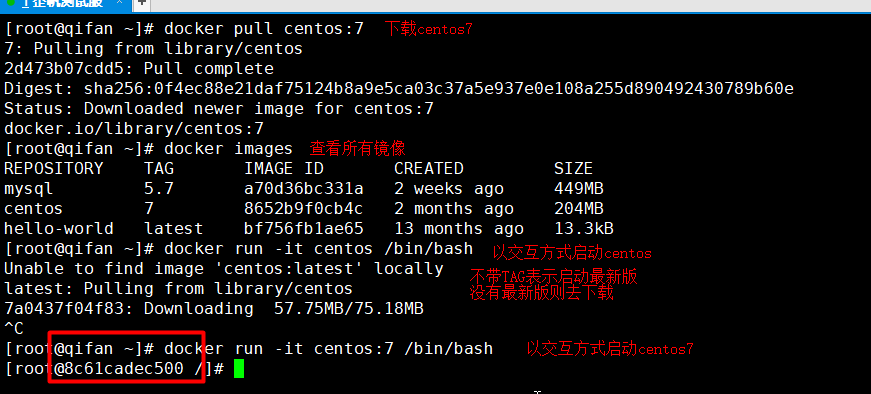 [root@qifan ~]# docker pull centos:7 下载centos7
7: Pulling from library/centos
2d473b07cdd5: Pull complete
Digest: sha256:0f4ec88e21daf75124b8a9e5ca03c37a5e937e0e108a255d890492430789b60e
Status: Downloaded newer image for centos:7
docker.io/library/centos:7
[root@qifan ~]# docker images 查看所有镜像
REPOSITORY TAG IMAGE ID CREATED SIZE
mysql 5.7 a70d36bc331a 2 weeks ago 449MB
centos 7 8652b9f0cb4c 2 months ago 204MB
hello-world latest bf756fb1ae65 13 months ago 13.3kB
[root@qifan ~]# docker run -it centos /bin/bash 以交互方式启动centos
Unable to find image 'centos:latest' locally 不带TAG表示启动最新版
latest: Pulling from library/centos 没有最新版则去下载
7a0437f04f83: Downloading 57.75MB/75.18MB
^C
[root@qifan ~]# docker run -it centos:7 /bin/bash 以交互方式启动centos7
[root@8c61cadec500 /]#